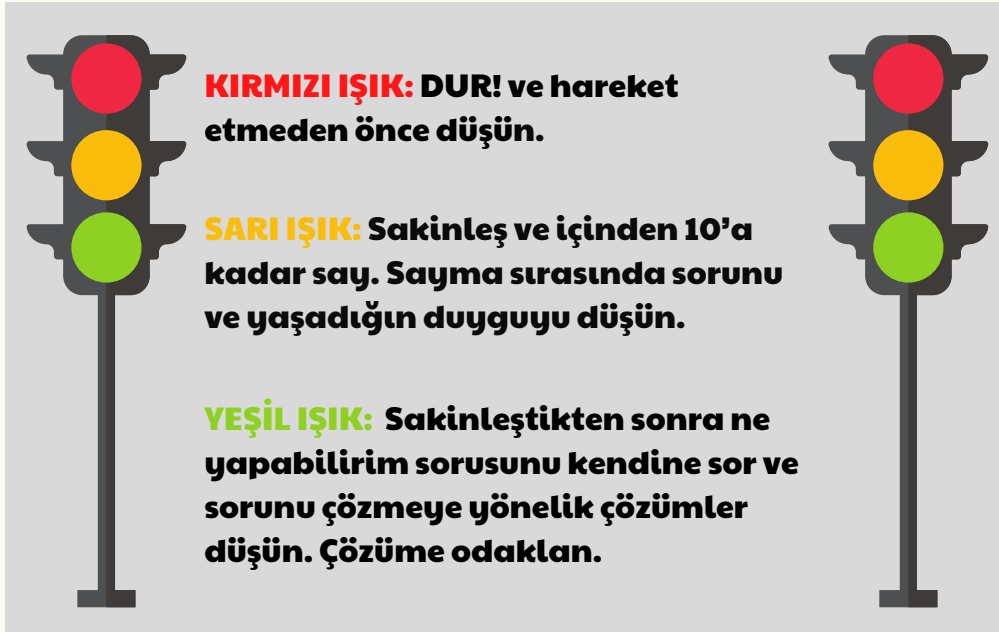 KIRMIZI IŞIK: DUR! ve hareket
etmeden önce düşün.
SARI IŞIK: Sakinleş ve içinden 10'a
kadar say. Sayma sırasında sorunu
ve yaşadığın duyguyu düşün.
YEŞİL IŞIK: Sakinleştikten sonra ne
yapabilirim sorusunu kendine sor ve
sorunu çözmeye yönelik çözümler
düşün. Çözüme odaklan.